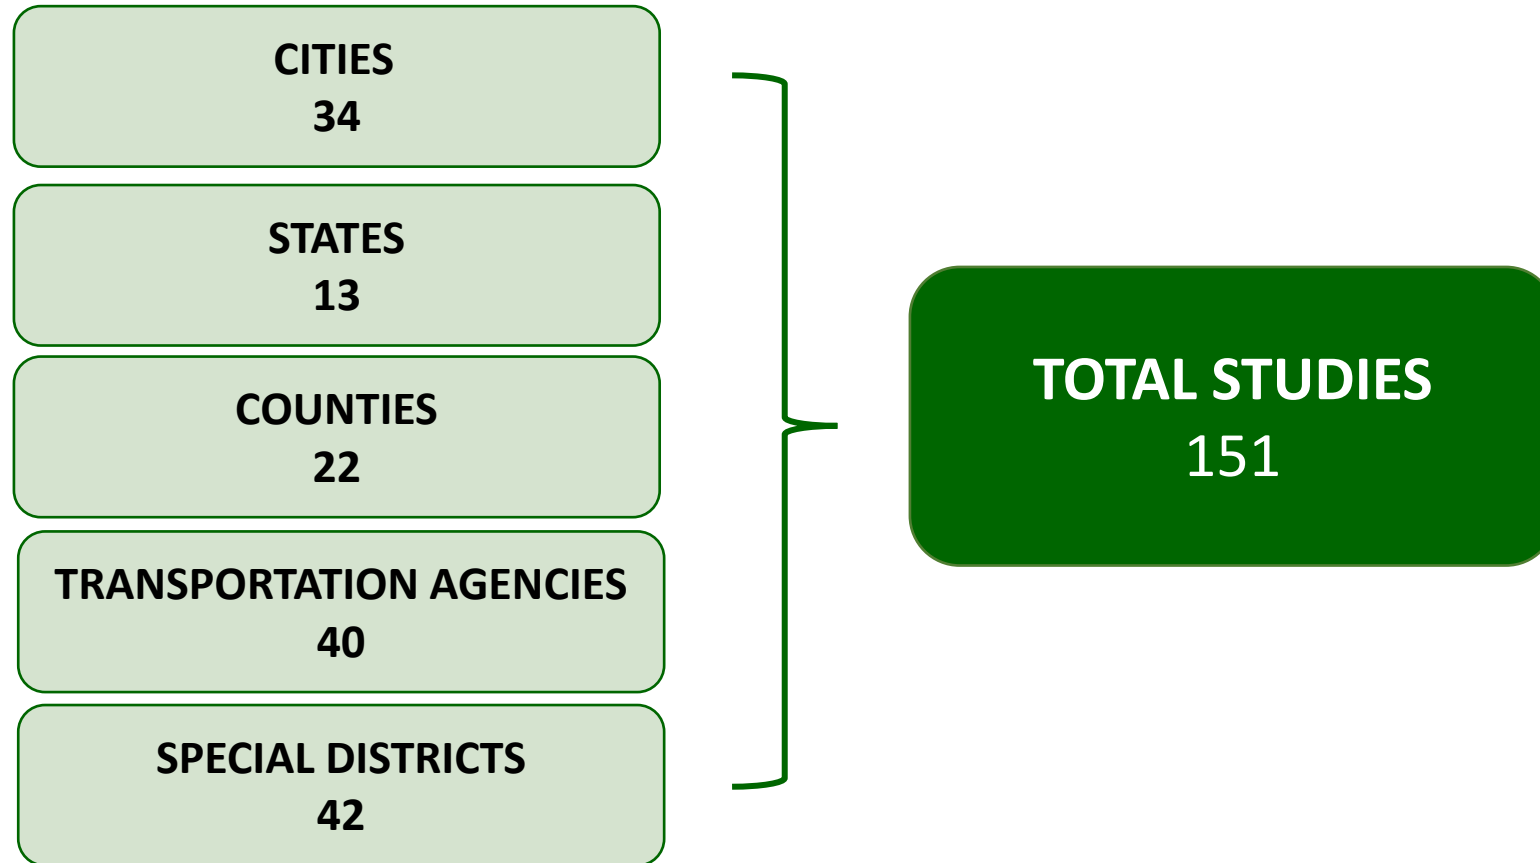 CITIES
34
STATES
13
COUNTIES
22
TRANSPORTATION AGENCIES
40
SPECIAL DISTRICTS
42
TOTAL STUDIES
151